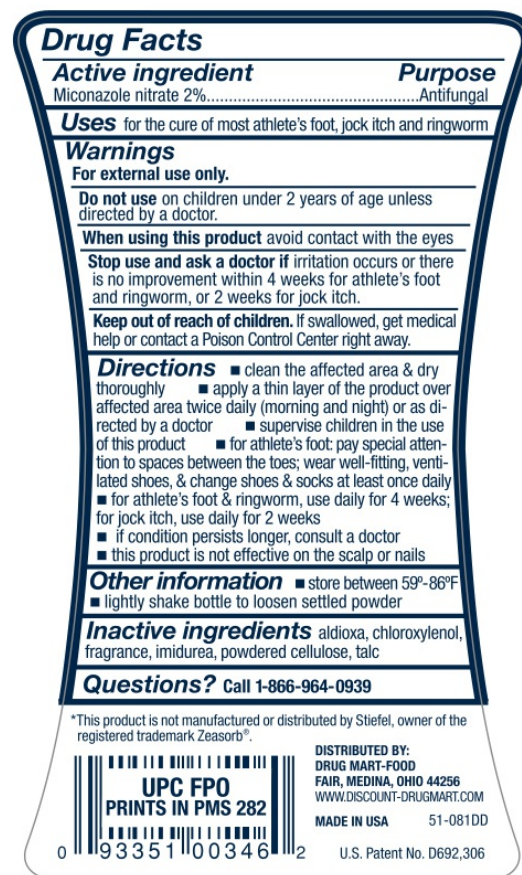 Drug Facts
Active ingredient Purpose
Miconazole nitrate 2%................................................Antifungal
Uses for the cure of most athlete's foot, jock itch and ringworm
Warnings
For external use only.
Do not use on children under 2 years of age unless
directed by a doctor.
When using this product avoid contact with the eyes
Stop use and ask a doctor if irritation occurs or there
is no improvement within 4 weeks for athlete's foot
and ringworm, or 2 weeks for jock itch.
Keep out of reach of children. If swallowed, get medical
help or contact a Poison Control Center right away.
Directions ■ clean the affected area & dry
thoroughly ■ apply a thin layer of the product over
affected area twice daily (morning and night) or as di-
rected by a doctor ■ supervise children in the use
of this product ■ for athlete's foot: pay special atten-
tion to spaces between the toes; wear well-fitting, venti-
lated shoes, & change shoes & socks at least once daily
■ for athlete's foot & ringworm, use daily for 4 weeks;
for jock itch, use daily for 2 weeks
■ if condition persists longer, consult a doctor
■ this product is not effective on the scalp or nails
Other information ■ store between 59º-86ºF
■ lightly shake bottle to loosen settled powder
Inactive ingredients aldioxa, chloroxylenol,
fragrance, imidurea, powdered cellulose, talc
Questions? Call 1-866-964-0939
*This product is not manufactured or distributed by Stiefel, owner of the
registered trademark Zeasorb®.
UPC FPO
PRINTS IN PMS 282
0 93351 00346 2
DISTRIBUTED BY:
DRUG MART-FOOD
FAIR, MEDINA, OHIO 44256
WWW.DISCOUNT-DRUGMART.COM
MADE IN USA 51-081DD
U.S. Patent No. D692,306